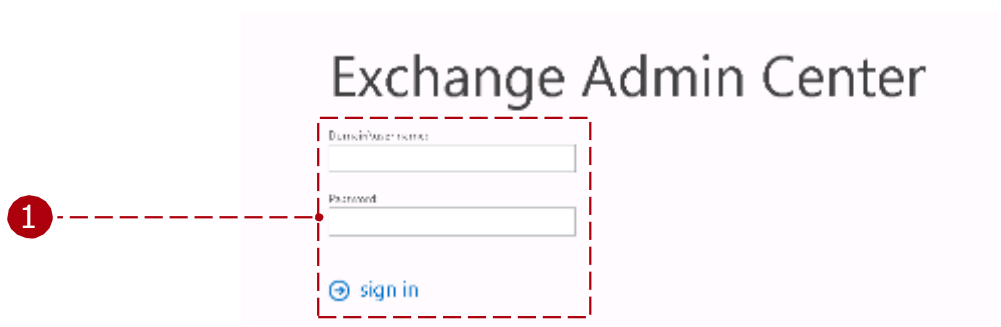 Exchange Admin Center
Domain\user name:
Password:
1
sign in